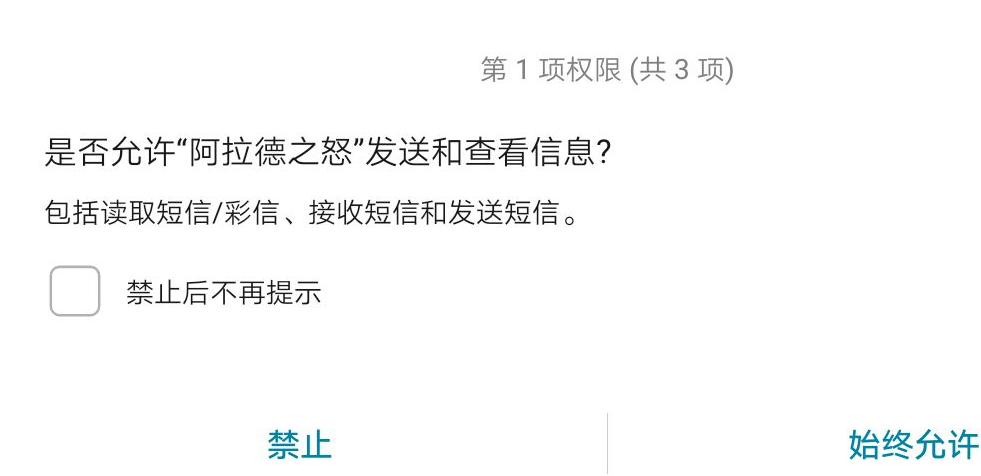 第 1 项权限 (共 3 项)
是否允许“阿拉德之怒”发送和查看信息?
包括读取短信/彩信、接收短信和发送短信。
禁止后不再提示
禁止
始终允许